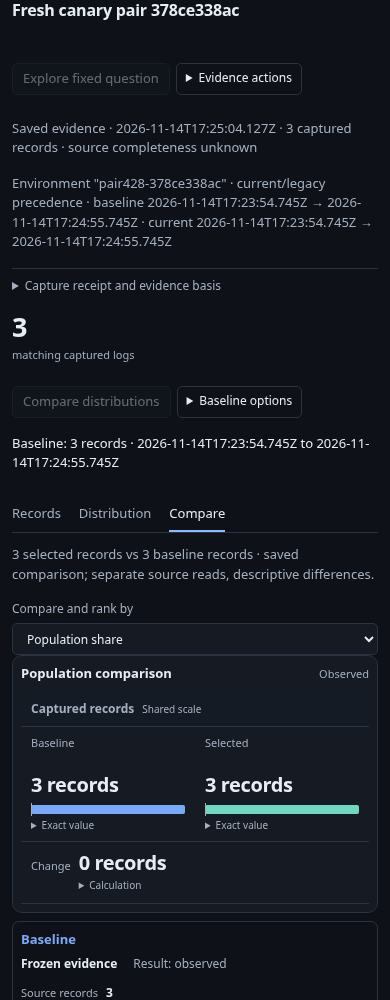 Fresh canary pair 378ce338ac
Explore fixed question
▶ Evidence actions
Saved evidence · 2026-11-14T17:25:04.127Z · 3 captured
records · source completeness unknown
Environment "pair428-378ce338ac" · current/legacy
precedence · baseline 2026-11-14T17:23:54.745Z → 2026-
11-14T17:24:55.745Z · current 2026-11-14T17:23:54.745Z →
2026-11-14T17:24:55.745Z
▶ Capture receipt and evidence basis
3
matching captured logs
Compare distributions
▶ Baseline options
Baseline: 3 records · 2026-11-14T17:23:54.745Z to 2026-11-
14T17:24:55.745Z
Records Distribution Compare
3 selected records vs 3 baseline records · saved
comparison; separate source reads, descriptive differences.
Compare and rank by
Population share
Population comparison Observed
Captured records Shared scale
Baseline Selected
3 records 3 records
▶ Exact value ▶ Exact value
Change 0 records
▶ Calculation
Baseline
Frozen evidence Result: observed
Source records 3